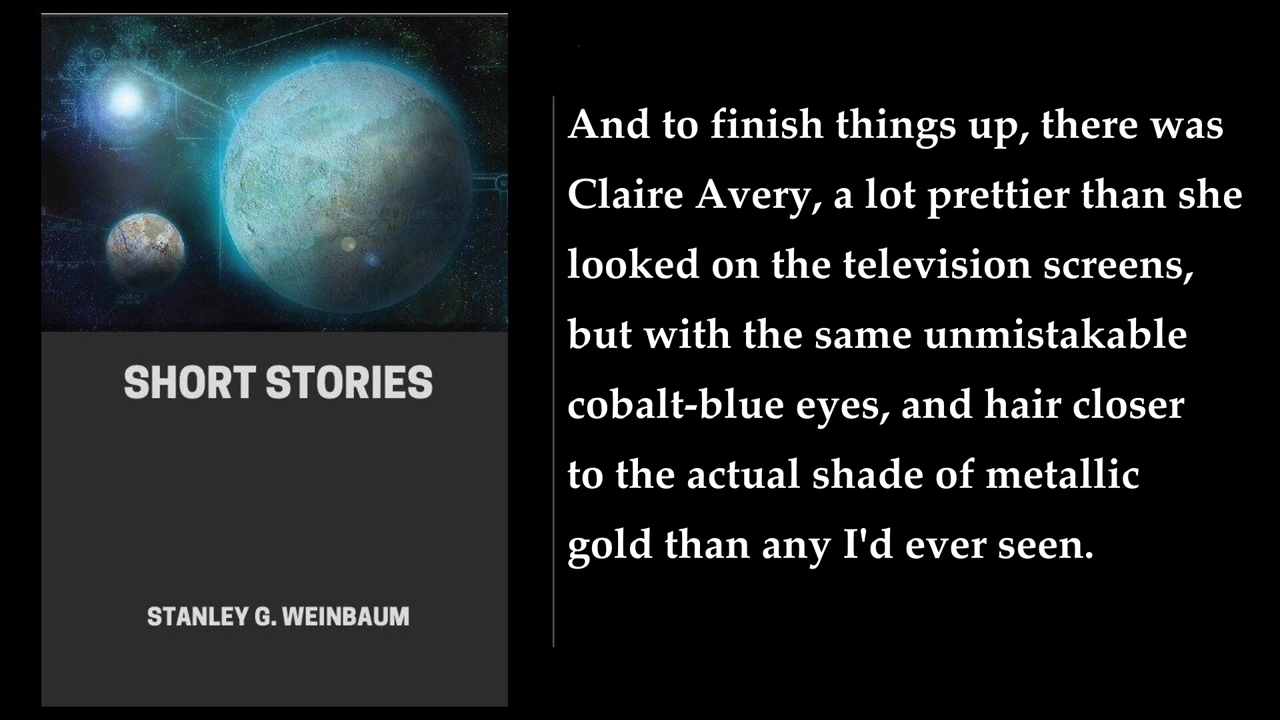 SHORT STORIES
STANLEY G. WEINBAUM
And to finish things up, there was
Claire Avery, a lot prettier than she
looked on the television screens,
but with the same unmistakable
cobalt-blue eyes, and hair closer
to the actual shade of metallic
gold than any I'd ever seen.